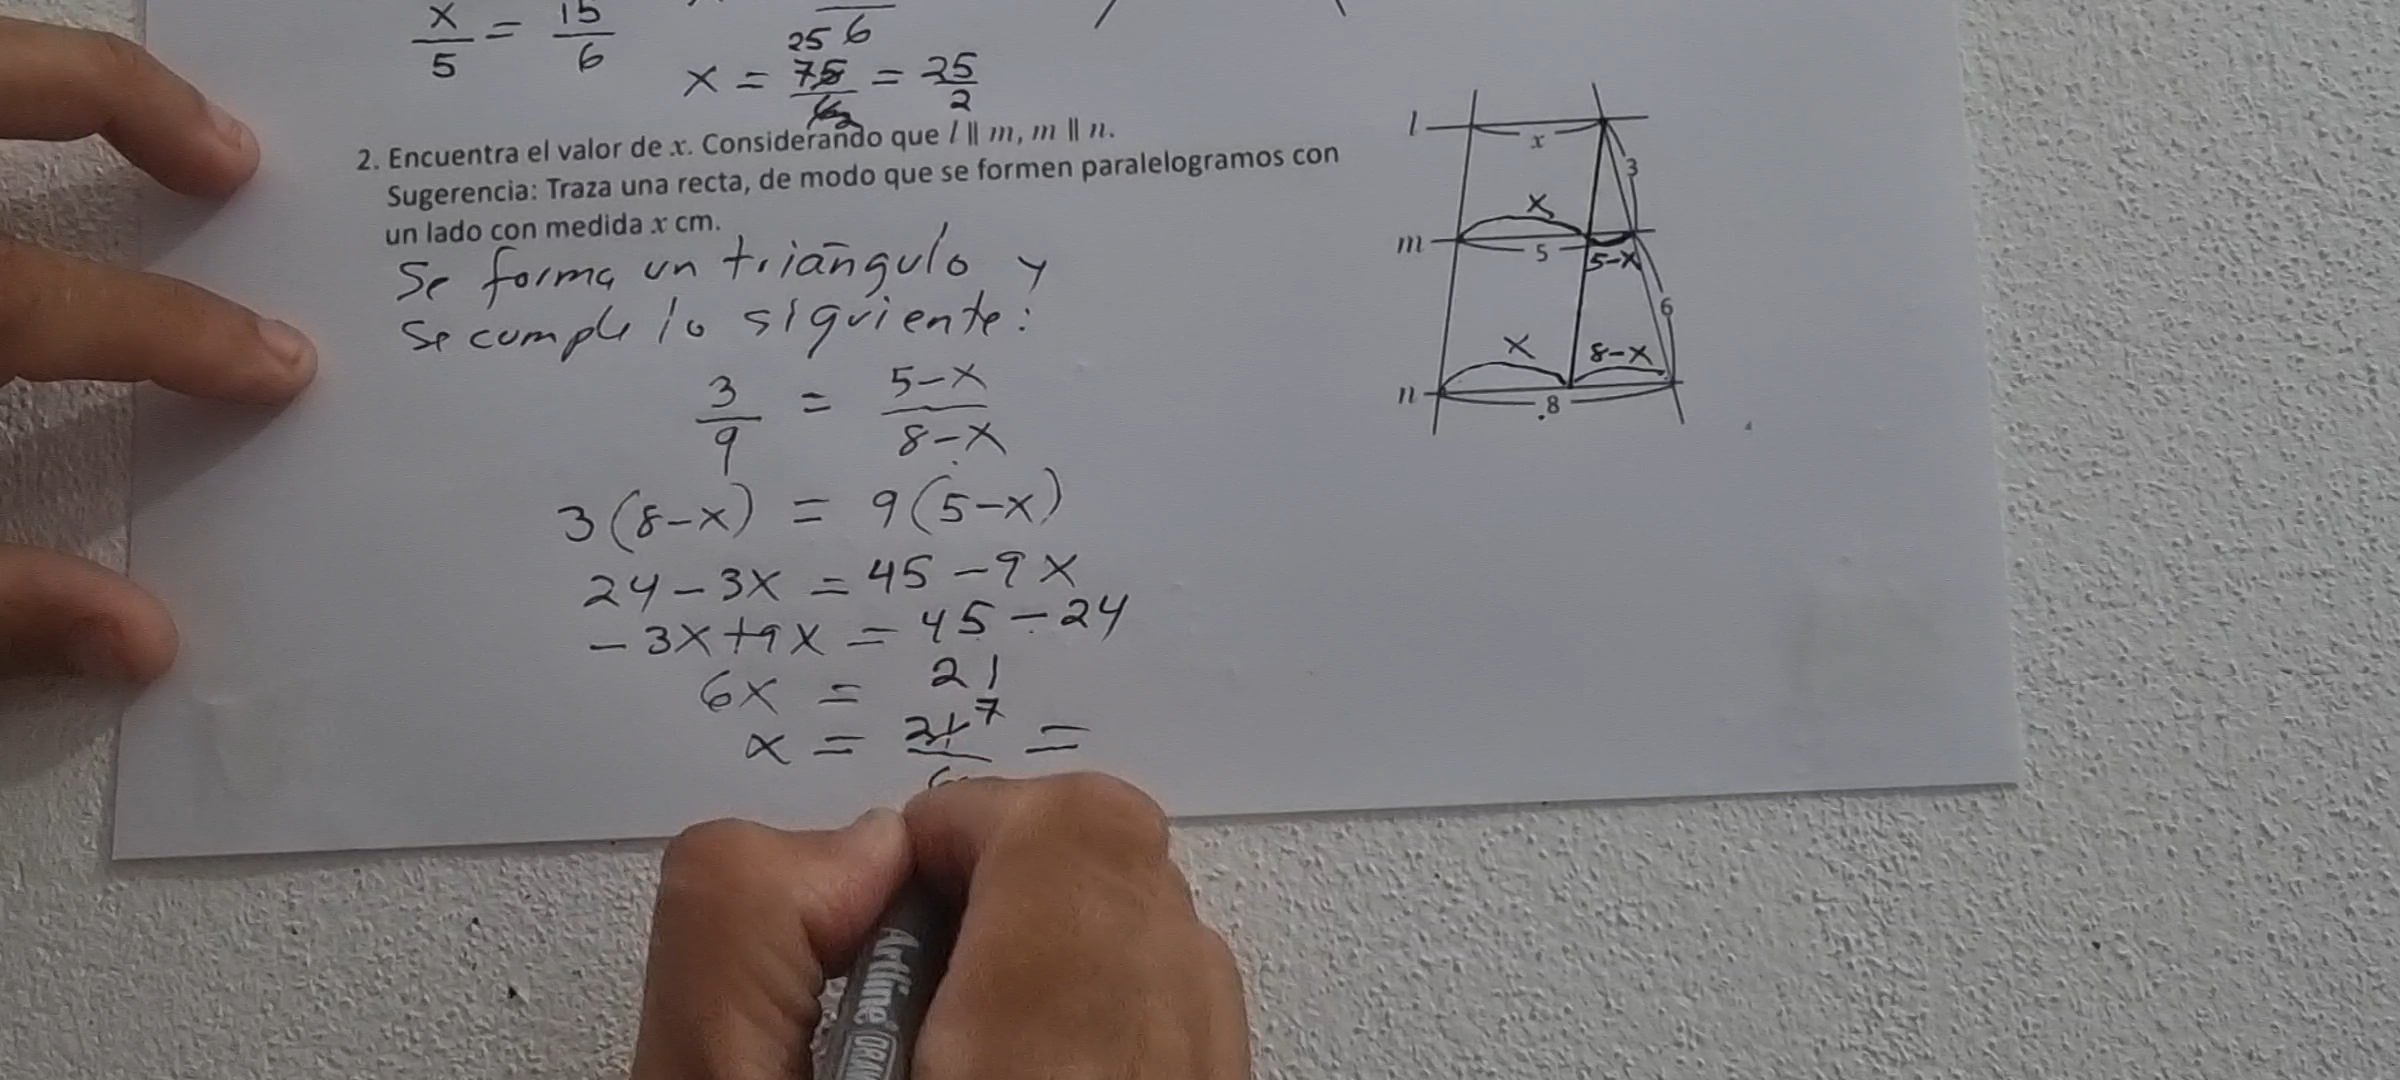 x/5 = 15/6
6
x = 75/6 = 25/2
25
2
2. Encuentra el valor de x. Considerando que l ∥ m, m ∥ n.
Sugerencia: Traza una recta, de modo que se formen paralelogramos con
un lado con medida x cm.
Se forma un triángulo y
se cumple lo siguiente:
3/9 = 5-x/8-x
3(8-x) = 9(5-x)
24-3x = 45-9x
-3x+9x = 45-24
6x = 21
x = 21/6 =
7
l
x
3
x
m
5
5-x
6
x
8-x
n
8
Artline